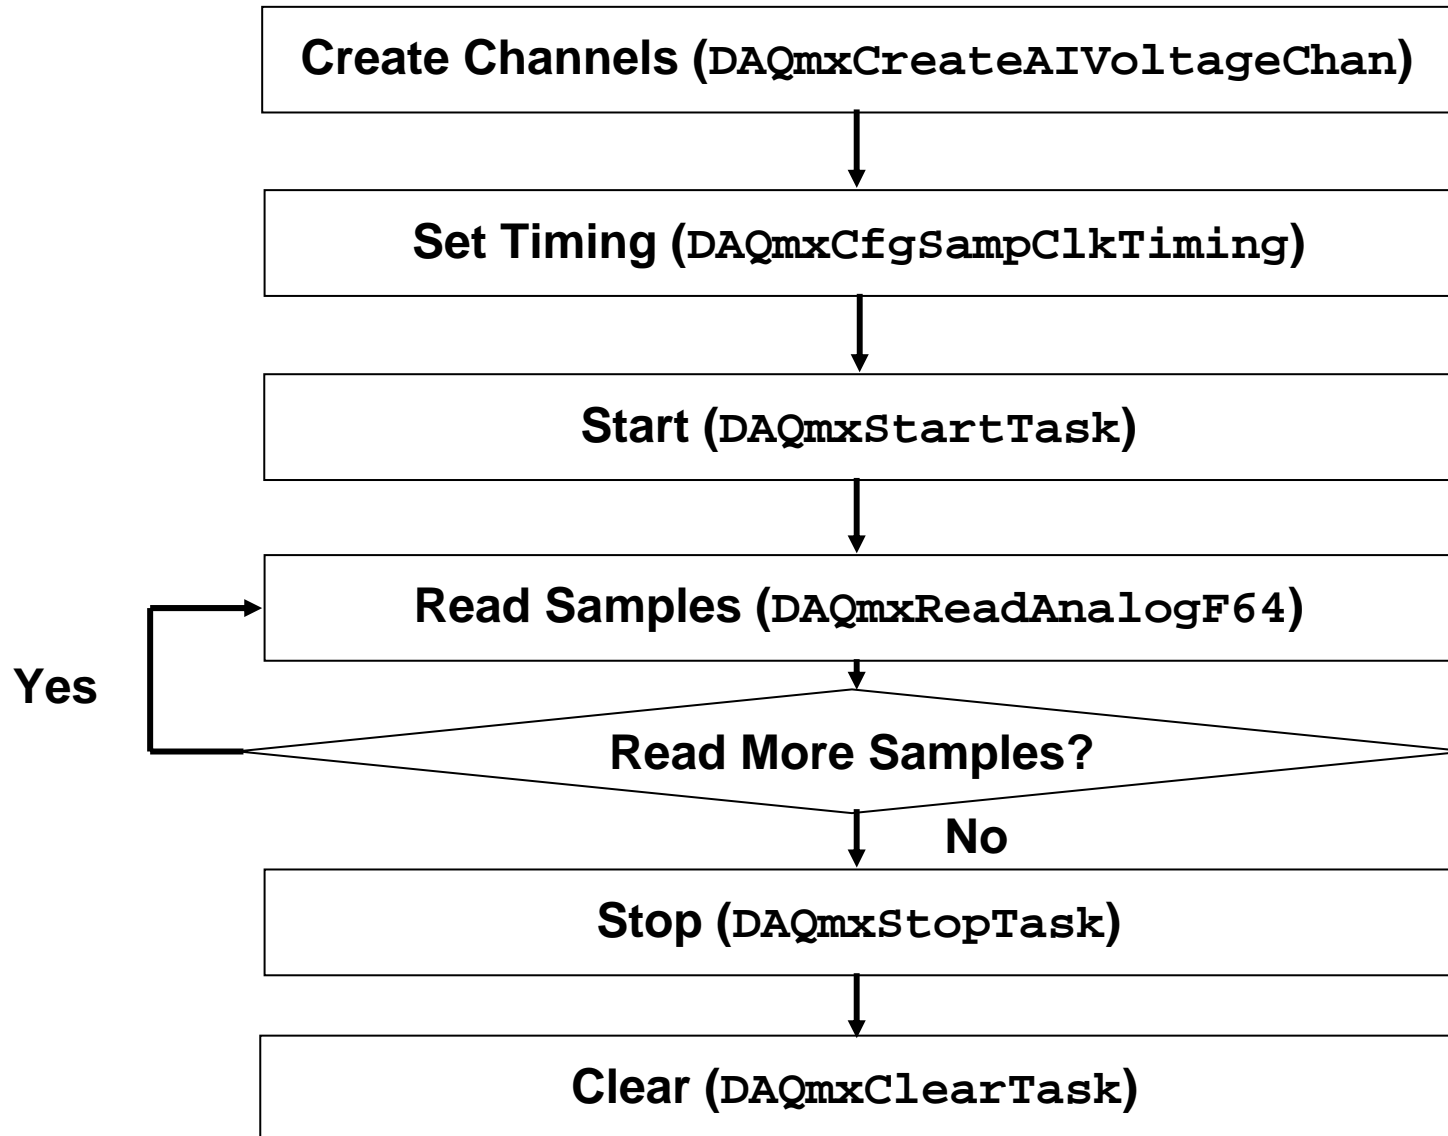 Create Channels (DAQmxCreateAIVoltageChan)
Set Timing (DAQmxCfgSampClkTiming)
Start (DAQmxStartTask)
Read Samples (DAQmxReadAnalogF64)
Yes
Read More Samples?
No
Stop (DAQmxStopTask)
Clear (DAQmxClearTask)